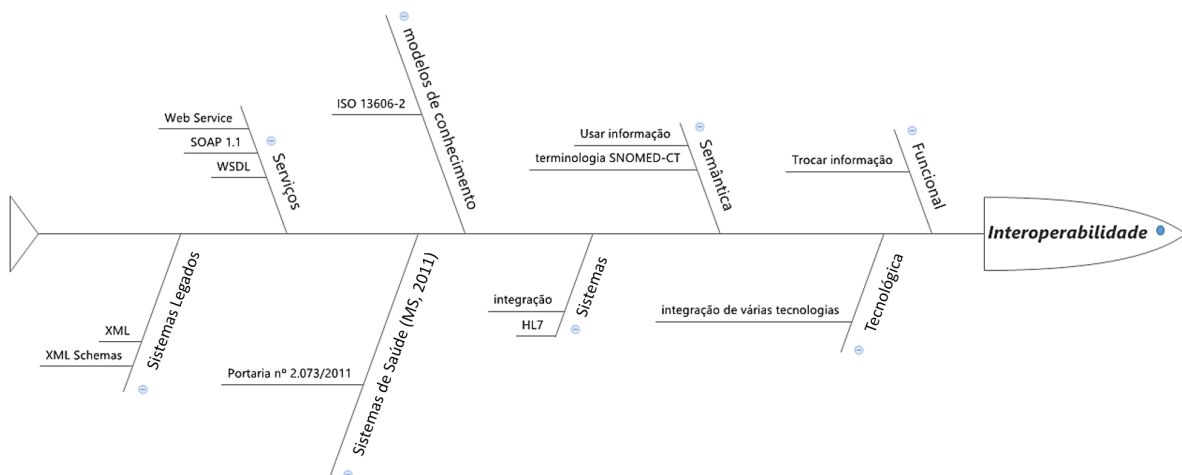 modelos de conhecimento
ISO 13606-2
Web Service
SOAP 1.1
WSDL
Serviços
Usar informação
terminologia SNOMED-CT
Semântica
Trocar informação
Funcional
Interoperabilidade
Sistemas Legados
XML
XML Schemas
Sistemas de Saúde (MS, 2011)
Portaria nº 2.073/2011
Sistemas
integração
HL7
Tecnológica
integração de várias tecnologias